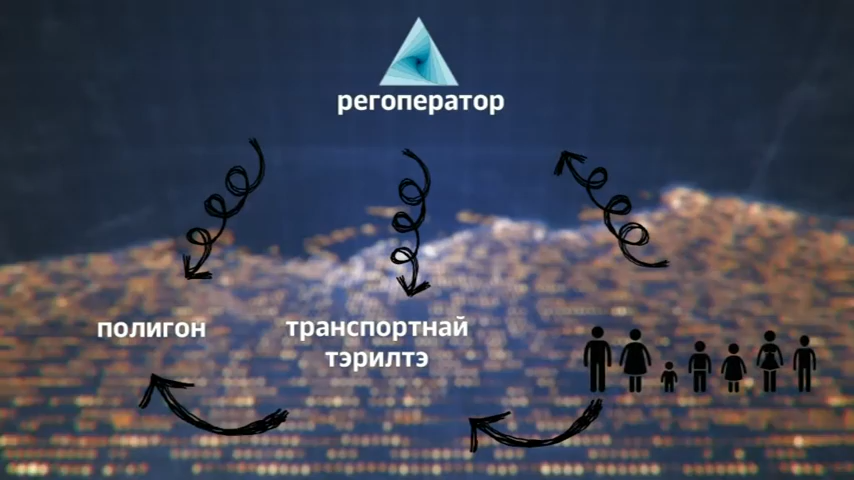 регоператор
полигон
транспортнай
тэрилтэ